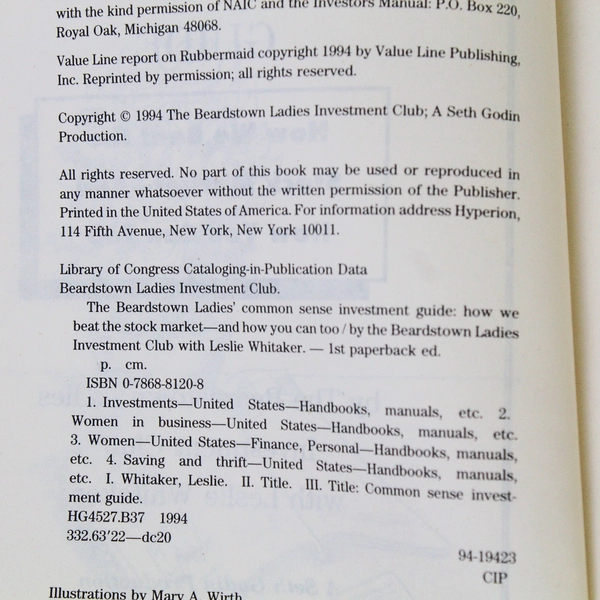 with the kind permission of NAIC and the Investors Manual: P.O. Box 220,
Royal Oak, Michigan 48068.
Value Line report on Rubbermaid copyright 1994 by Value Line Publishing,
Inc. Reprinted by permission; all rights reserved.
Copyright © 1994 The Beardstown Ladies Investment Club; A Seth Godin
Production.
All rights reserved. No part of this book may be used or reproduced in
any manner whatsoever without the written permission of the Publisher.
Printed in the United States of America. For information address Hyperion,
114 Fifth Avenue, New York, New York 10011.
Library of Congress Cataloging-in-Publication Data
Beardstown Ladies Investment Club.
The Beardstown Ladies' common sense investment guide: how we
beat the stock market—and how you can too / by the Beardstown Ladies
Investment Club with Leslie Whitaker. — 1st paperback ed.
p. cm.
ISBN 0-7868-8120-8
1. Investments—United States—Handbooks, manuals, etc. 2.
Women in business—United States—Handbooks, manuals, etc.
3. Women—United States—Finance, Personal—Handbooks, manuals,
etc. 4. Saving and thrift—United States—Handbooks, manuals,
etc. I. Whitaker, Leslie. II. Title. III. Title: Common sense invest-
ment guide.
HG4527.B37 1994
332.63'22—dc20
94-19423
CIP
Illustrations by Mary A. Wirth